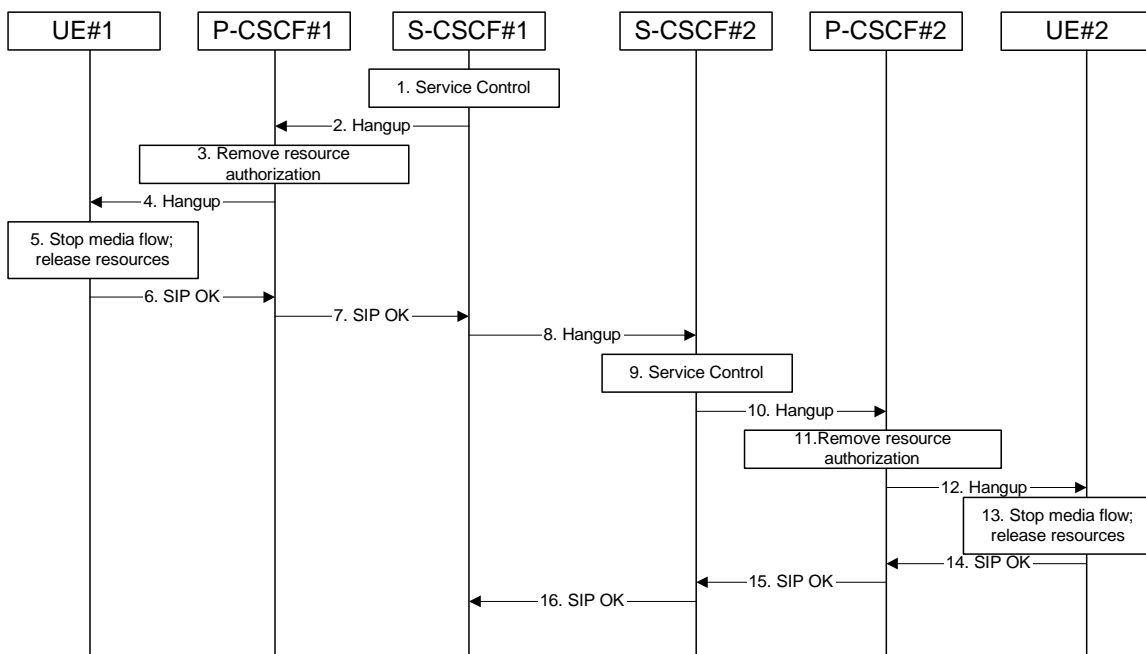 UE#1
P-CSCF#1
S-CSCF#1
S-CSCF#2
P-CSCF#2
UE#2
1. Service Control
2. Hangup
3. Remove resource
authorization
4. Hangup
5. Stop media flow;
release resources
6. SIP OK
7. SIP OK
8. Hangup
9. Service Control
10. Hangup
11.Remove resource
authorization
12. Hangup
13. Stop media flow;
release resources
14. SIP OK
15. SIP OK
16. SIP OK